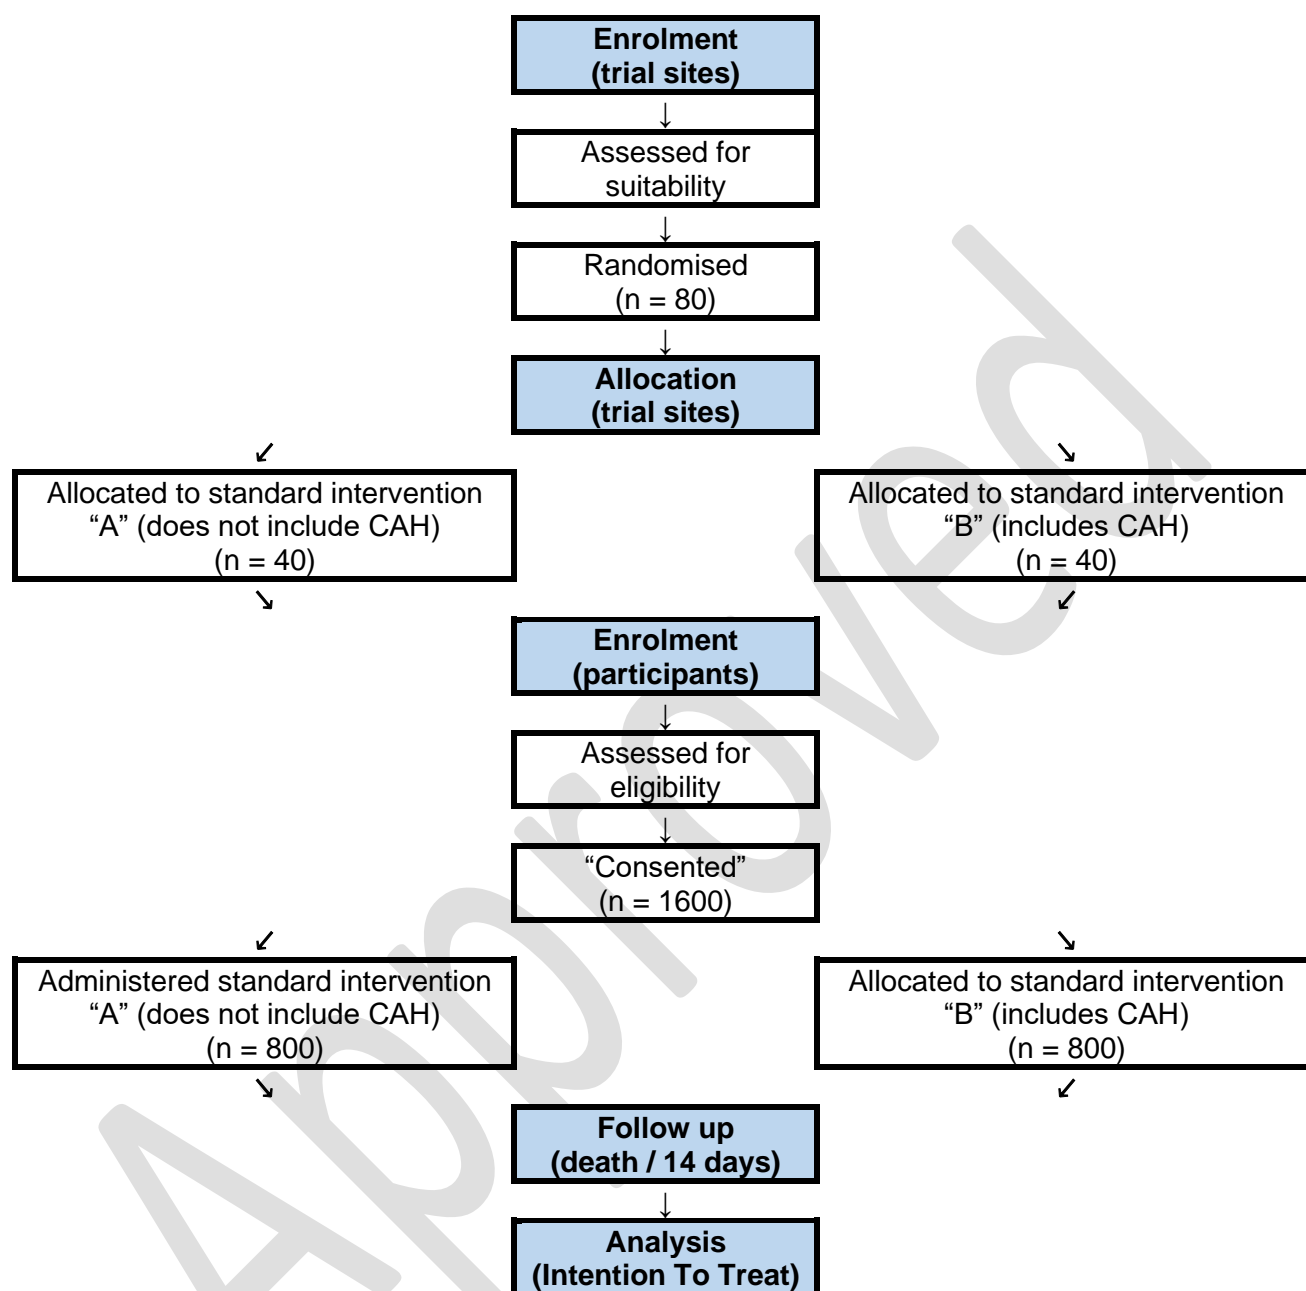 Enrolment
(trial sites)
↓
Assessed for
suitability
↓
Randomised
(n = 80)
↓
Allocation
(trial sites)
↙ ↘
Allocated to standard intervention
“A” (does not include CAH)
(n = 40)
Allocated to standard intervention
“B” (includes CAH)
(n = 40)
↘ ↙
Enrolment
(participants)
↓
Assessed for
eligibility
↓
“Consented”
(n = 1600)
↙ ↘
Administered standard intervention
“A” (does not include CAH)
(n = 800)
Allocated to standard intervention
“B” (includes CAH)
(n = 800)
↘ ↙
Follow up
(death / 14 days)
↓
Analysis
(Intention To Treat)
Approved